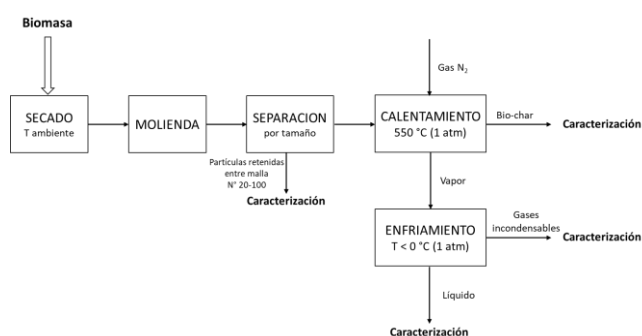 Biomasa
SECADO
T ambiente
MOLIENDA
SEPARACION
por tamaño
Partículas retenidas
entre malla
N° 20-100
Caracterización
Gas N₂
CALENTAMIENTO
550 °C (1 atm)
Bio-char
Caracterización
Vapor
ENFRIAMIENTO
T < 0 °C (1 atm)
Gases
incondensables
Caracterización
Líquido
Caracterización